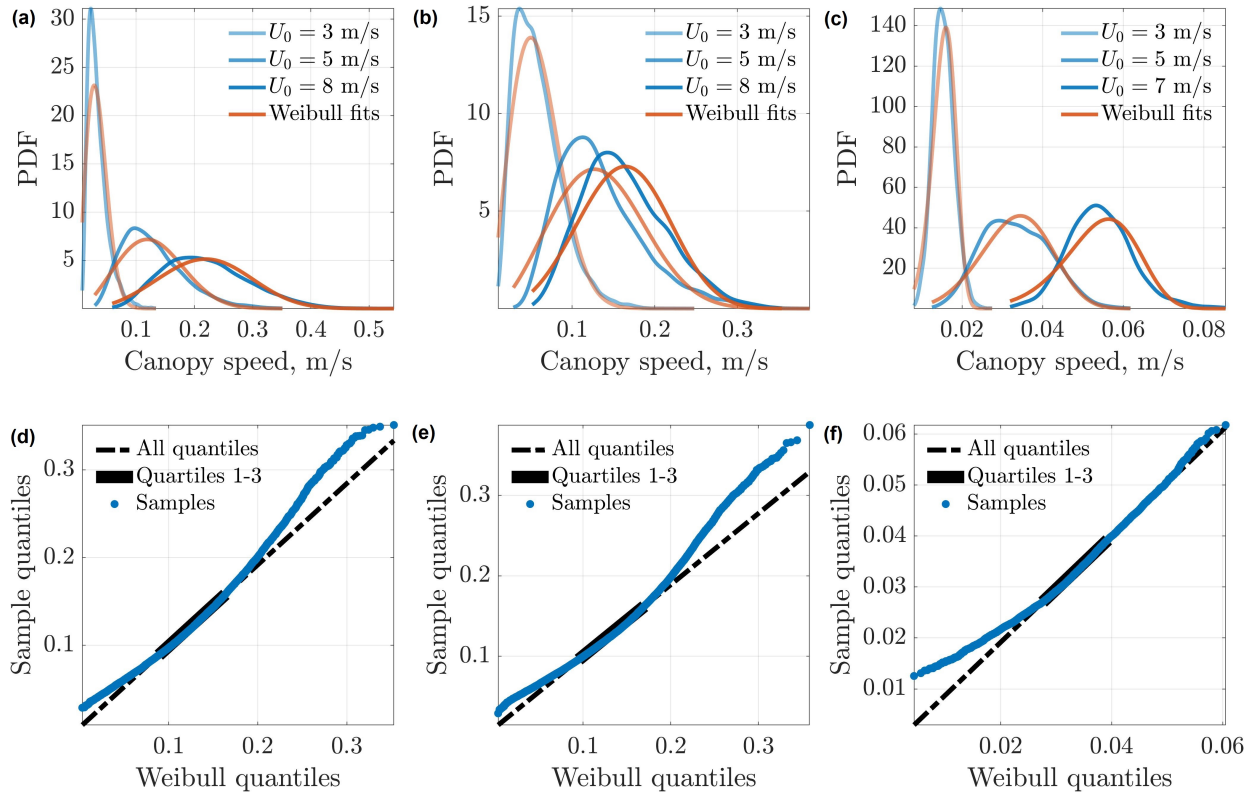 (a)
30
25
20
15
10
5
PDF
U₀ = 3 m/s
U₀ = 5 m/s
U₀ = 8 m/s
Weibull fits
0.1 0.2 0.3 0.4 0.5
Canopy speed, m/s
(b)
15
10
5
PDF
U₀ = 3 m/s
U₀ = 5 m/s
U₀ = 8 m/s
Weibull fits
0.1 0.2 0.3
Canopy speed, m/s
(c)
140
120
100
80
60
40
20
PDF
U₀ = 3 m/s
U₀ = 5 m/s
U₀ = 7 m/s
Weibull fits
0.02 0.04 0.06 0.08
Canopy speed, m/s
(d)
0.3
0.2
0.1
Sample quantiles
All quantiles
Quartiles 1-3
Samples
0.1 0.2 0.3
Weibull quantiles
(e)
0.3
0.2
0.1
Sample quantiles
All quantiles
Quartiles 1-3
Samples
0.1 0.2 0.3
Weibull quantiles
(f)
0.06
0.05
0.04
0.03
0.02
0.01
Sample quantiles
All quantiles
Quartiles 1-3
Samples
0.02 0.04 0.06
Weibull quantiles